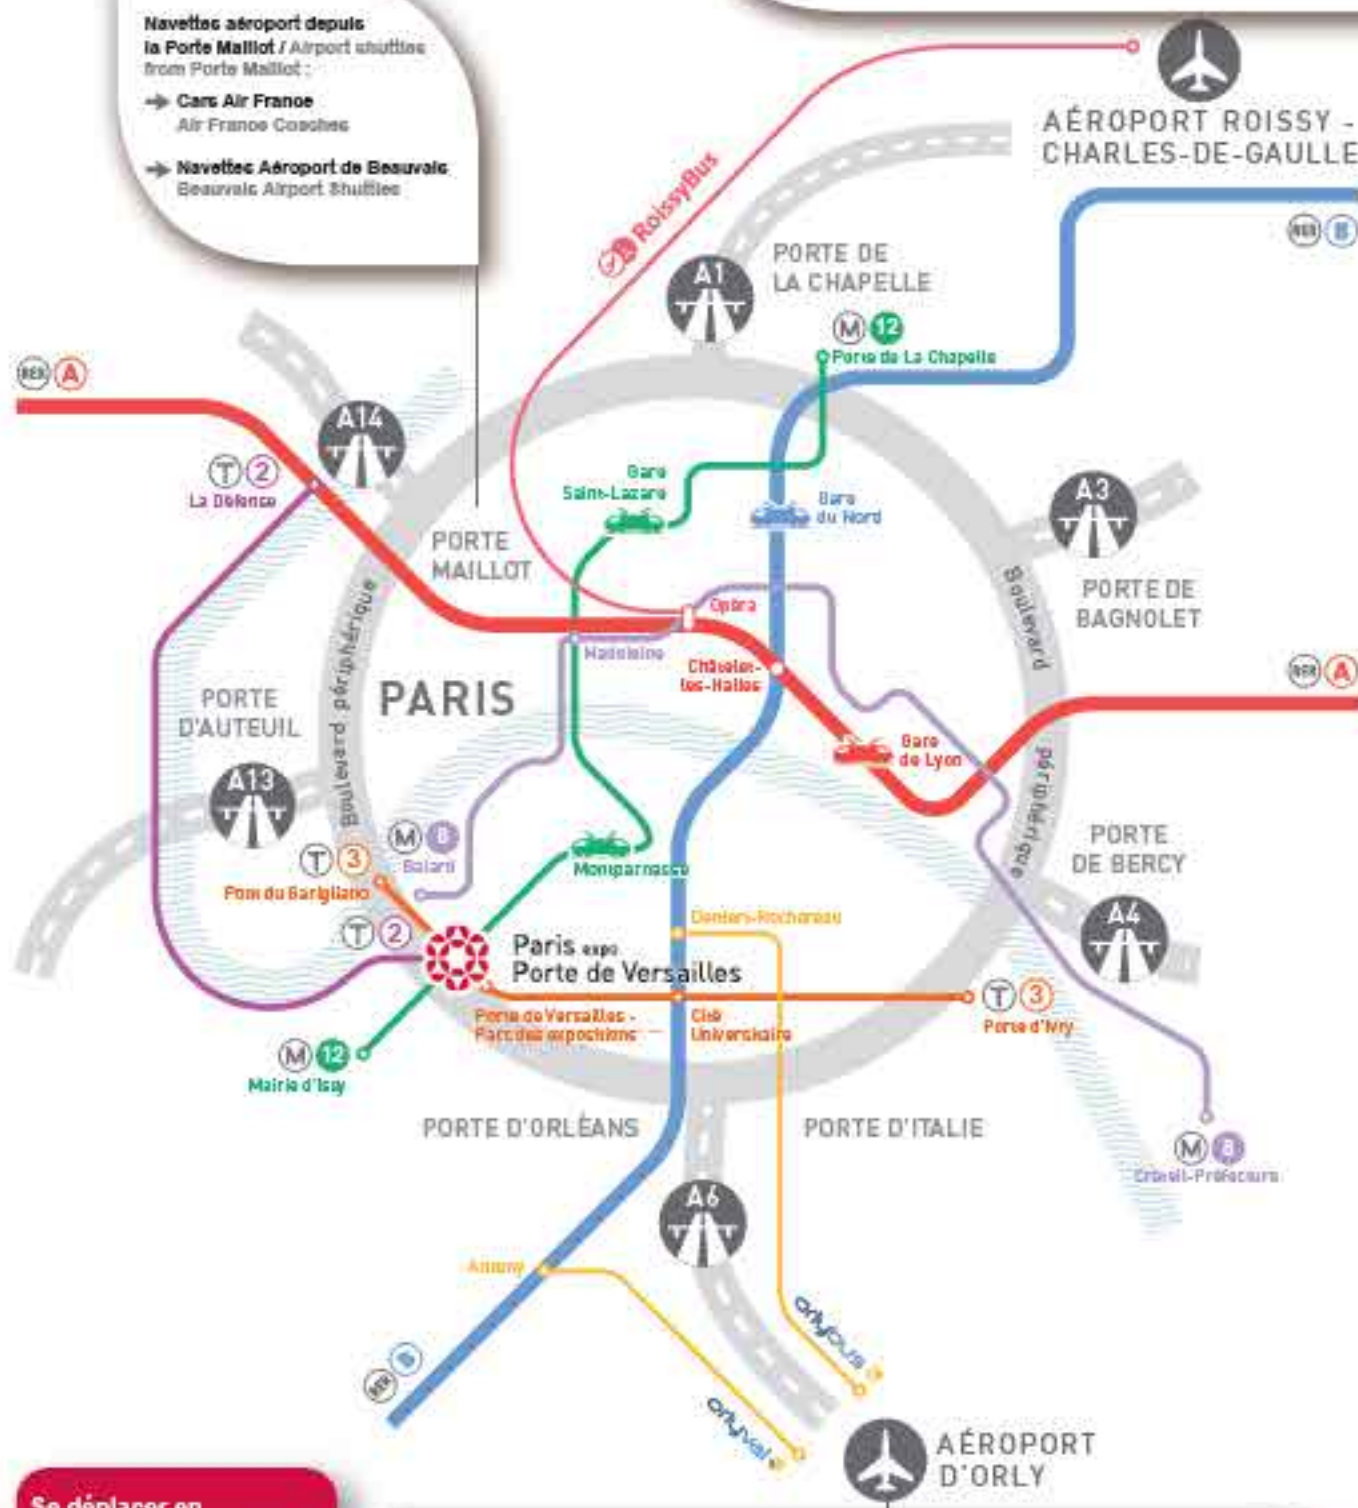 Navettes aéroport depuis
la Porte Maillot / Airport shuttles
from Porte Maillot :
Cars Air France
Air France Coaches
Navettes Aéroport de Beauvais
Beauvais Airport Shuttles
AÉROPORT ROISSY -
CHARLES-DE-GAULLE
RoissyBus
RER B
A1
PORTE DE
LA CHAPELLE
M 12
Porte de La Chapelle
RER A
A14
T 2
La Défense
Gare
Saint-Lazare
Gare
du Nord
A3
PORTE DE
BAGNOLET
PORTE
MAILLOT
Boulevard périphérique
Boulevard
périphérique
Opéra
Madeleine
Châtelet-
les-Halles
RER A
PARIS
PORTE
D'AUTEUIL
Gare
de Lyon
A13
M 8
Balard
T 3
Pont du Garigliano
Montparnasse
PORTE
DE BERCY
A4
T 2
Paris expo
Porte de Versailles
Denfert-Rochereau
Porte de Versailles -
Parc des expositions
Cité
Universitaire
T 3
Porte d'Ivry
M 12
Mairie d'Issy
PORTE D'ORLÉANS
PORTE D'ITALIE
M 8
Créteil-Préfecture
A6
Antony
orlybus
RER B
orlyval
AÉROPORT
D'ORLY
Se déplacer en